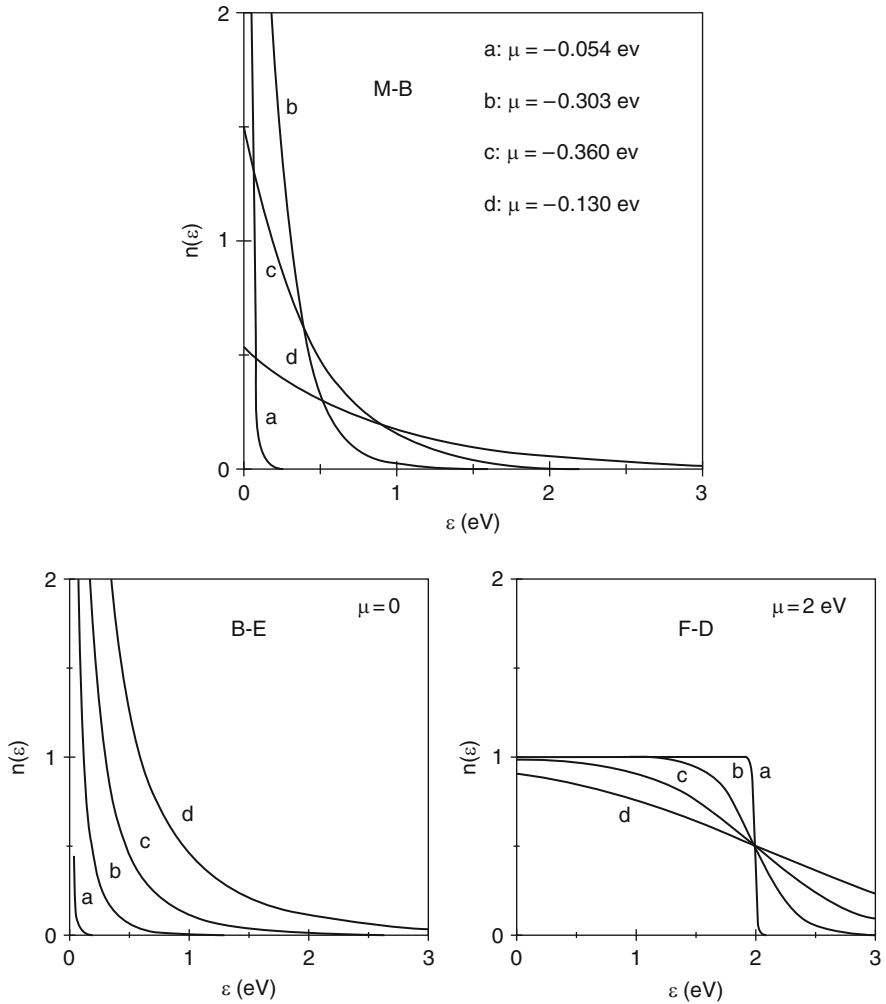 2
a: μ = −0.054 ev
M-B
b
b: μ = −0.303 ev
c: μ = −0.360 ev
d: μ = −0.130 ev
n(ε)
1
c
d
a
0
0 1 2 3
ε (eV)
2
μ = 0
B-E
n(ε)
1
d
c
b
a
0
0 1 2 3
ε (eV)
2
μ = 2 eV
F-D
n(ε)
1
c b a
d
0
0 1 2 3
ε (eV)